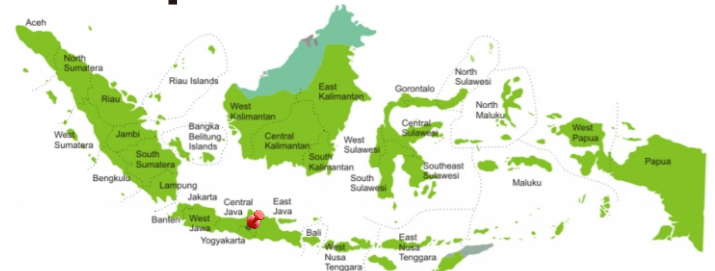 Aceh
North
Sumatera
Riau Islands
Riau
West
Sumatera
Jambi
Bangka
Belitung
Islands
South
Sumatera
Bengkulu
Lampung
West
Kalimantan
East
Kalimantan
Central
Kalimantan
South
Kalimantan
Gorontalo
North
Sulawesi
Central
Sulawesi
West
Sulawesi
South
Sulawesi
Southeast
Sulawesi
North
Maluku
Maluku
West
Papua
Papua
Jakarta
Banten
West
Jawa
Central
Java
Yogyakarta
East
Java
Bali
West
Nusa
Tenggara
East
Nusa
Tenggara